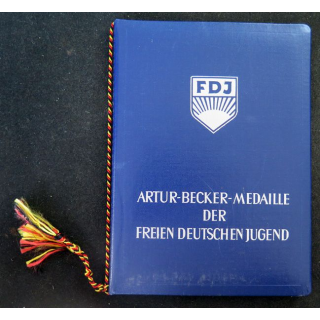 FDJ
ARTUR-BECKER-MEDAILLE
DER
FREIEN DEUTSCHEN JUGEND